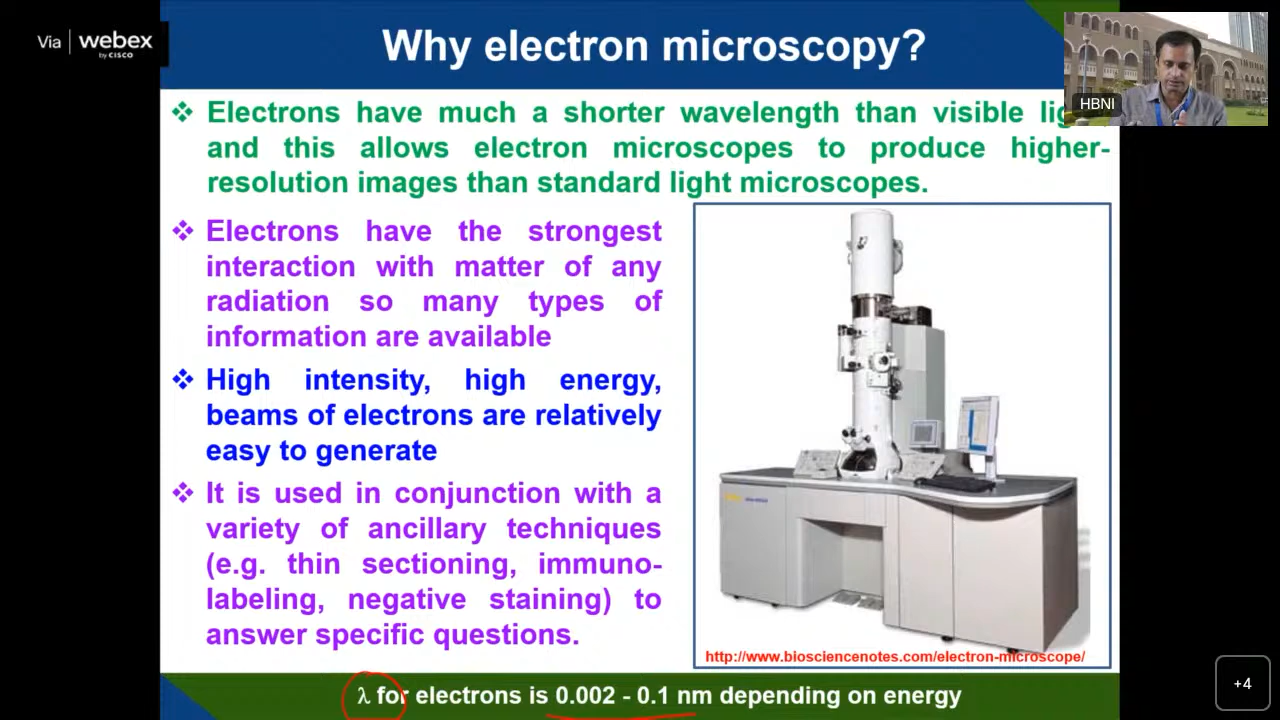 Via | webex
by CISCO
Why electron microscopy?
HBNI
❖ Electrons have much a shorter wavelength than visible
and this allows electron microscopes to produce higher-
resolution images than standard light microscopes.
❖ Electrons have the strongest
interaction with matter of any
radiation so many types of
information are available
❖ High intensity, high energy,
beams of electrons are relatively
easy to generate
❖ It is used in conjunction with a
variety of ancillary techniques
(e.g. thin sectioning, immuno-
labeling, negative staining) to
answer specific questions.
http://www.biosciencenotes.com/electron-microscope/
λ for electrons is 0.002 - 0.1 nm depending on energy
+4